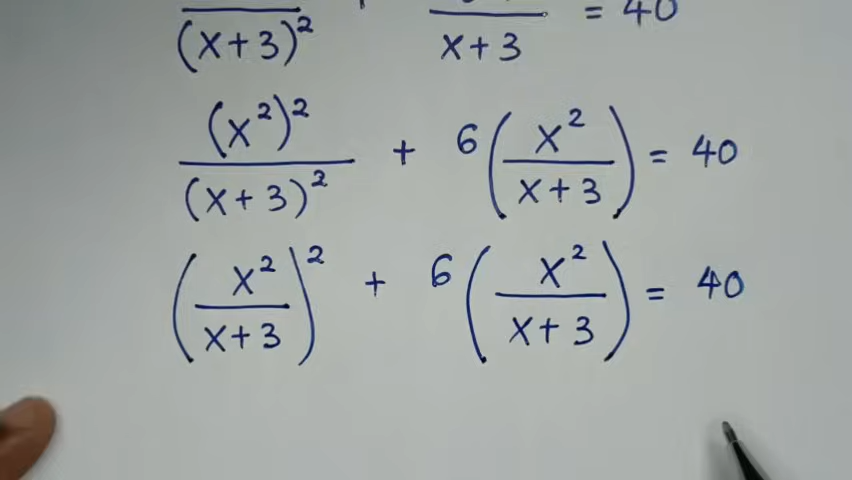 (x+3)² + x+3 = 40
(x²)² / (x+3)² + 6(x² / x+3) = 40
(x² / x+3)² + 6(x² / x+3) = 40